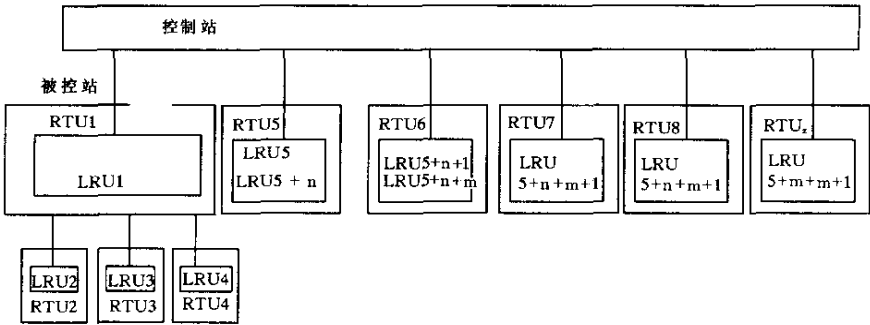 控制站
被控站
RTU1
LRU1
RTU5
LRU5
LRU5 + n
RTU6
LRU5+n+1
LRU5+n+m
RTU7
LRU
5+n+m+1
RTU8
LRU
5+n+m+1
RTUz
LRU
5+m+m+1
LRU2
RTU2
LRU3
RTU3
LRU4
RTU4